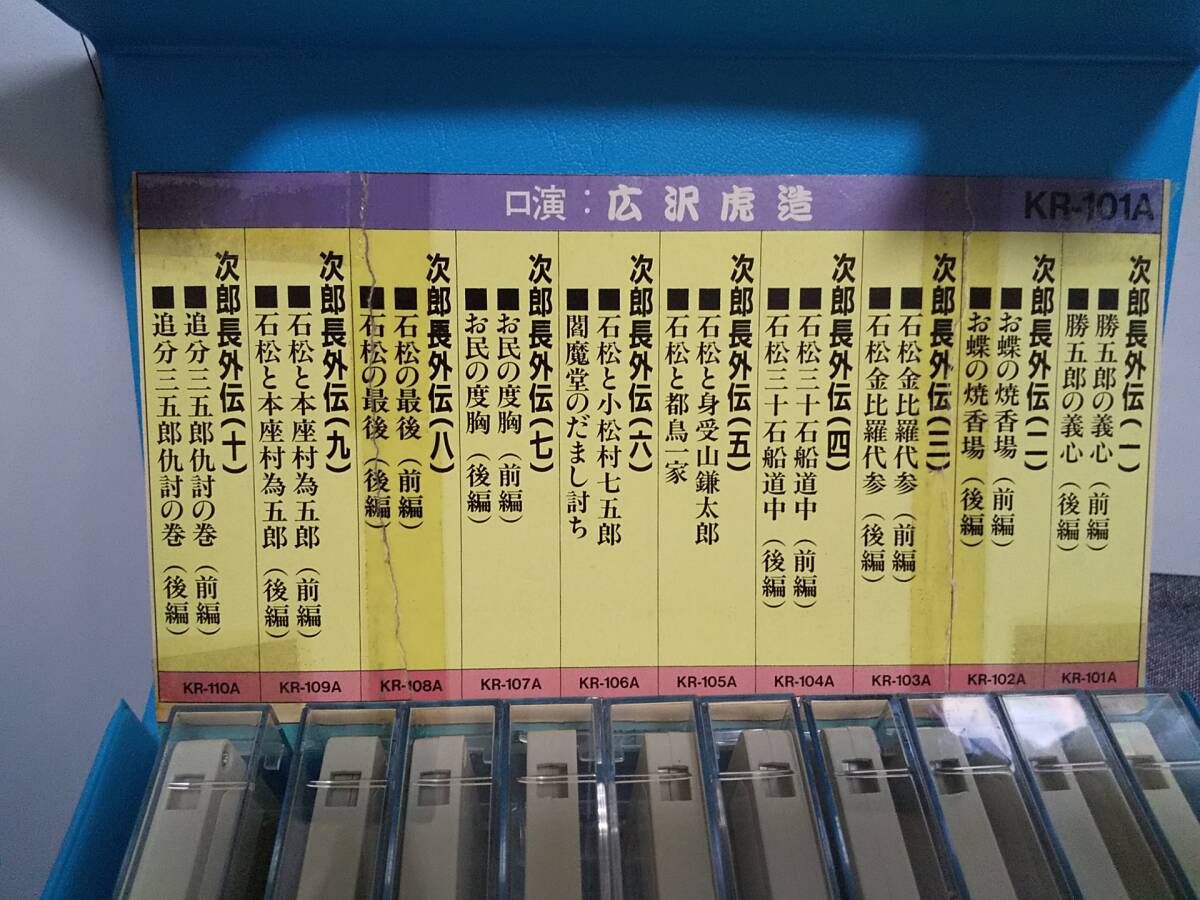 口演：広沢虎造
KR-101A
次郎長外伝（一）
■勝五郎の義心（前編）
■勝五郎の義心（後編）
KR-101A
次郎長外伝（二）
■お蝶の焼香場（前編）
■お蝶の焼香場（後編）
KR-102A
次郎長外伝（三）
■石松金比羅代参（前編）
■石松金比羅代参（後編）
KR-103A
次郎長外伝（四）
■石松三十石船道中（前編）
■石松三十石船道中（後編）
KR-104A
次郎長外伝（五）
■石松と身受山鎌太郎
■石松と都鳥一家
KR-105A
次郎長外伝（六）
■石松と小松村七五郎
■閻魔堂のだまし討ち
KR-106A
次郎長外伝（七）
■お民の度胸（前編）
■お民の度胸（後編）
KR-107A
次郎長外伝（八）
■石松の最後（前編）
■石松の最後（後編）
KR-108A
次郎長外伝（九）
■石松と本座村為五郎（前編）
■石松と本座村為五郎（後編）
KR-109A
次郎長外伝（十）
■追分三五郎仇討の巻（前編）
■追分三五郎仇討の巻（後編）
KR-110A